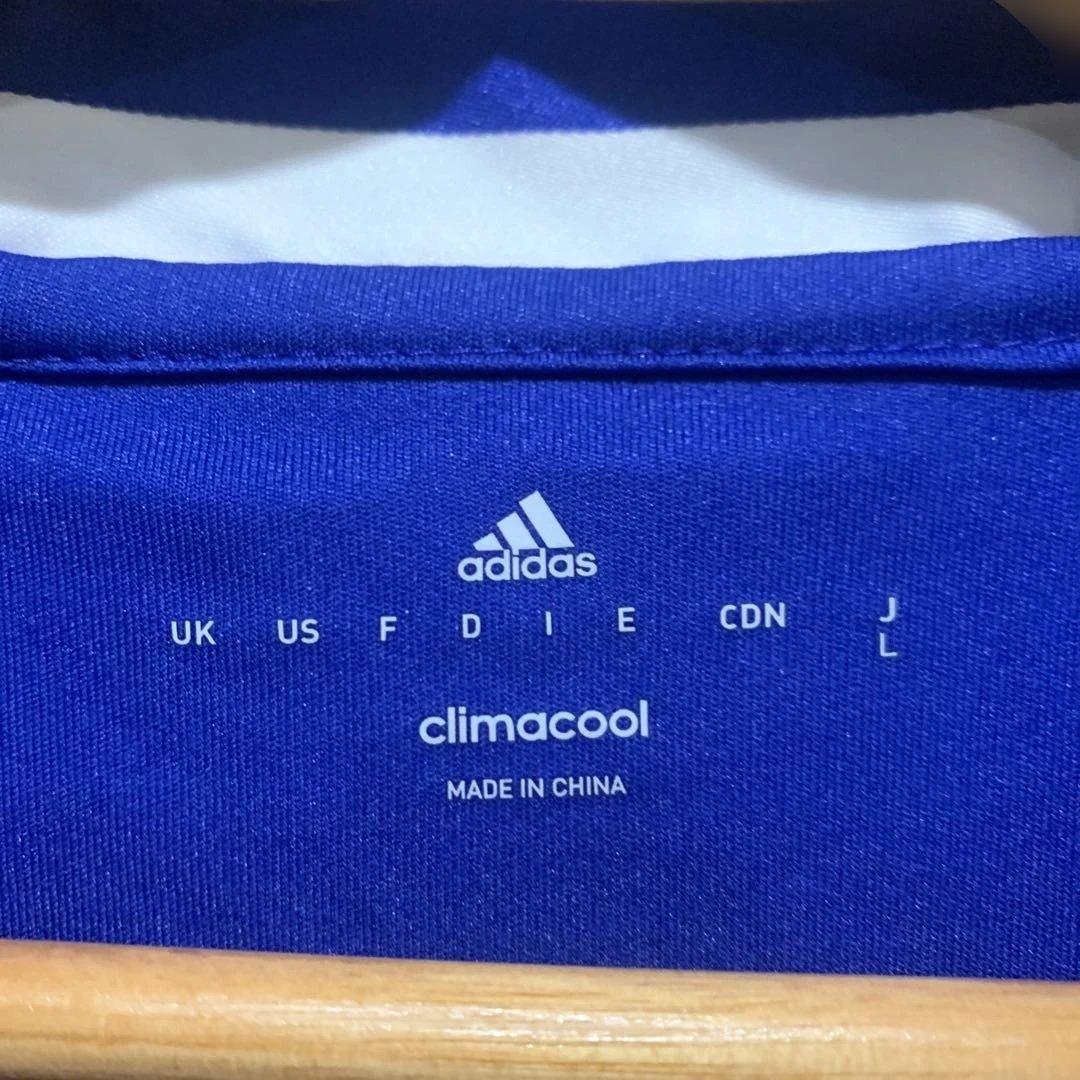 adidas
UK US F D I E CDN J
L
climacool
MADE IN CHINA